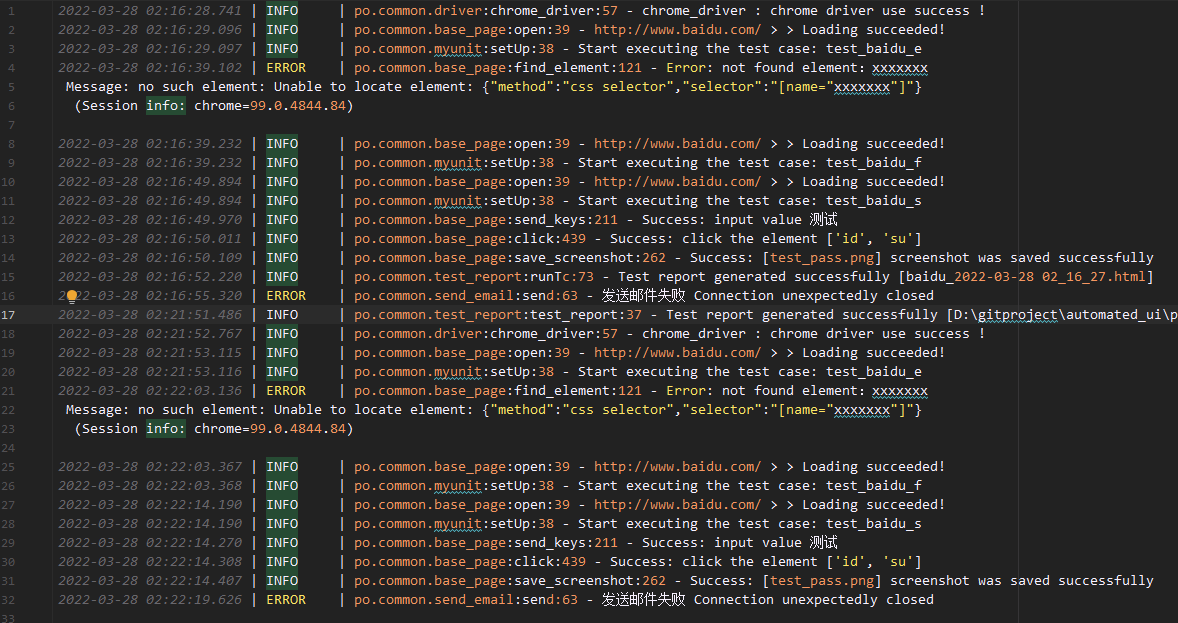 1 2022-03-28 02:16:28.741 | INFO | po.common.driver:chrome_driver:57 - chrome_driver : chrome driver use success !
2 2022-03-28 02:16:29.096 | INFO | po.common.base_page:open:39 - http://www.baidu.com/ > > Loading succeeded!
3 2022-03-28 02:16:29.097 | INFO | po.common.myunit:setUp:38 - Start executing the test case: test_baidu_e
4 2022-03-28 02:16:39.102 | ERROR | po.common.base_page:find_element:121 - Error: not found element: xxxxxxx
5 Message: no such element: Unable to locate element: {"method":"css selector","selector":"[name="xxxxxxx"]"}
6 (Session info: chrome=99.0.4844.84)
7
8 2022-03-28 02:16:39.232 | INFO | po.common.base_page:open:39 - http://www.baidu.com/ > > Loading succeeded!
9 2022-03-28 02:16:39.232 | INFO | po.common.myunit:setUp:38 - Start executing the test case: test_baidu_f
10 2022-03-28 02:16:49.894 | INFO | po.common.base_page:open:39 - http://www.baidu.com/ > > Loading succeeded!
11 2022-03-28 02:16:49.894 | INFO | po.common.myunit:setUp:38 - Start executing the test case: test_baidu_s
12 2022-03-28 02:16:49.970 | INFO | po.common.base_page:send_keys:211 - Success: input value 测试
13 2022-03-28 02:16:50.011 | INFO | po.common.base_page:click:439 - Success: click the element ['id', 'su']
14 2022-03-28 02:16:50.109 | INFO | po.common.base_page:save_screenshot:262 - Success: [test_pass.png] screenshot was saved successfully
15 2022-03-28 02:16:52.220 | INFO | po.common.test_report:runTc:73 - Test report generated successfully [baidu_2022-03-28 02_16_27.html]
16 2022-03-28 02:16:55.320 | ERROR | po.common.send_email:send:63 - 发送邮件失败 Connection unexpectedly closed
17 2022-03-28 02:21:51.486 | INFO | po.common.test_report:test_report:37 - Test report generated successfully [D:\gitproject\automated_ui\p
18 2022-03-28 02:21:52.767 | INFO | po.common.driver:chrome_driver:57 - chrome_driver : chrome driver use success !
19 2022-03-28 02:21:53.115 | INFO | po.common.base_page:open:39 - http://www.baidu.com/ > > Loading succeeded!
20 2022-03-28 02:21:53.116 | INFO | po.common.myunit:setUp:38 - Start executing the test case: test_baidu_e
21 2022-03-28 02:22:03.136 | ERROR | po.common.base_page:find_element:121 - Error: not found element: xxxxxxx
22 Message: no such element: Unable to locate element: {"method":"css selector","selector":"[name="xxxxxxx"]"}
23 (Session info: chrome=99.0.4844.84)
24
25 2022-03-28 02:22:03.367 | INFO | po.common.base_page:open:39 - http://www.baidu.com/ > > Loading succeeded!
26 2022-03-28 02:22:03.368 | INFO | po.common.myunit:setUp:38 - Start executing the test case: test_baidu_f
27 2022-03-28 02:22:14.190 | INFO | po.common.base_page:open:39 - http://www.baidu.com/ > > Loading succeeded!
28 2022-03-28 02:22:14.190 | INFO | po.common.myunit:setUp:38 - Start executing the test case: test_baidu_s
29 2022-03-28 02:22:14.270 | INFO | po.common.base_page:send_keys:211 - Success: input value 测试
30 2022-03-28 02:22:14.308 | INFO | po.common.base_page:click:439 - Success: click the element ['id', 'su']
31 2022-03-28 02:22:14.407 | INFO | po.common.base_page:save_screenshot:262 - Success: [test_pass.png] screenshot was saved successfully
32 2022-03-28 02:22:19.626 | ERROR | po.common.send_email:send:63 - 发送邮件失败 Connection unexpectedly closed
33